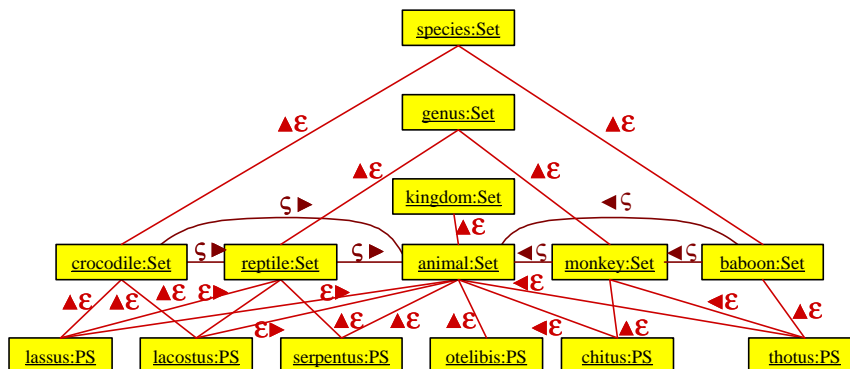 species:Set
▲ε ▲ε
genus:Set
▲ε ▲ε
kingdom:Set
ς ► ◄ ς
▲ε
ς ► ς ► ◄ ς ◄ ς
crocodile:Set reptile:Set animal:Set monkey:Set baboon:Set
▲ε ▲ε ▲ε ε► ε► ◄ε
ε► ▲ε ▲ε ▲ε ◄ε ▲ε ◄ε ▲ε
lassus:PS lacostus:PS serpentus:PS otelibis:PS chitus:PS thotus:PS